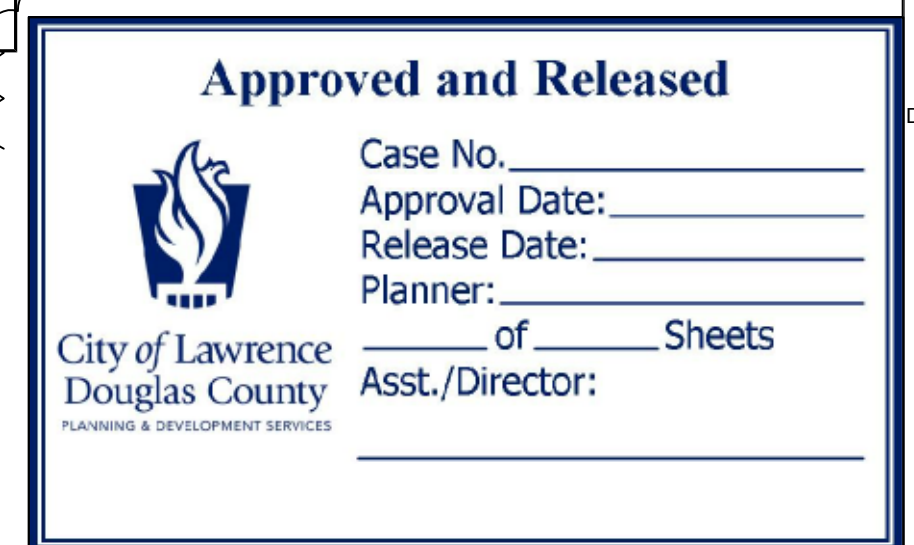 Approved and Released
Case No.
Approval Date:
Release Date:
Planner:
of Sheets
Asst./Director:
City of Lawrence
Douglas County
PLANNING & DEVELOPMENT SERVICES